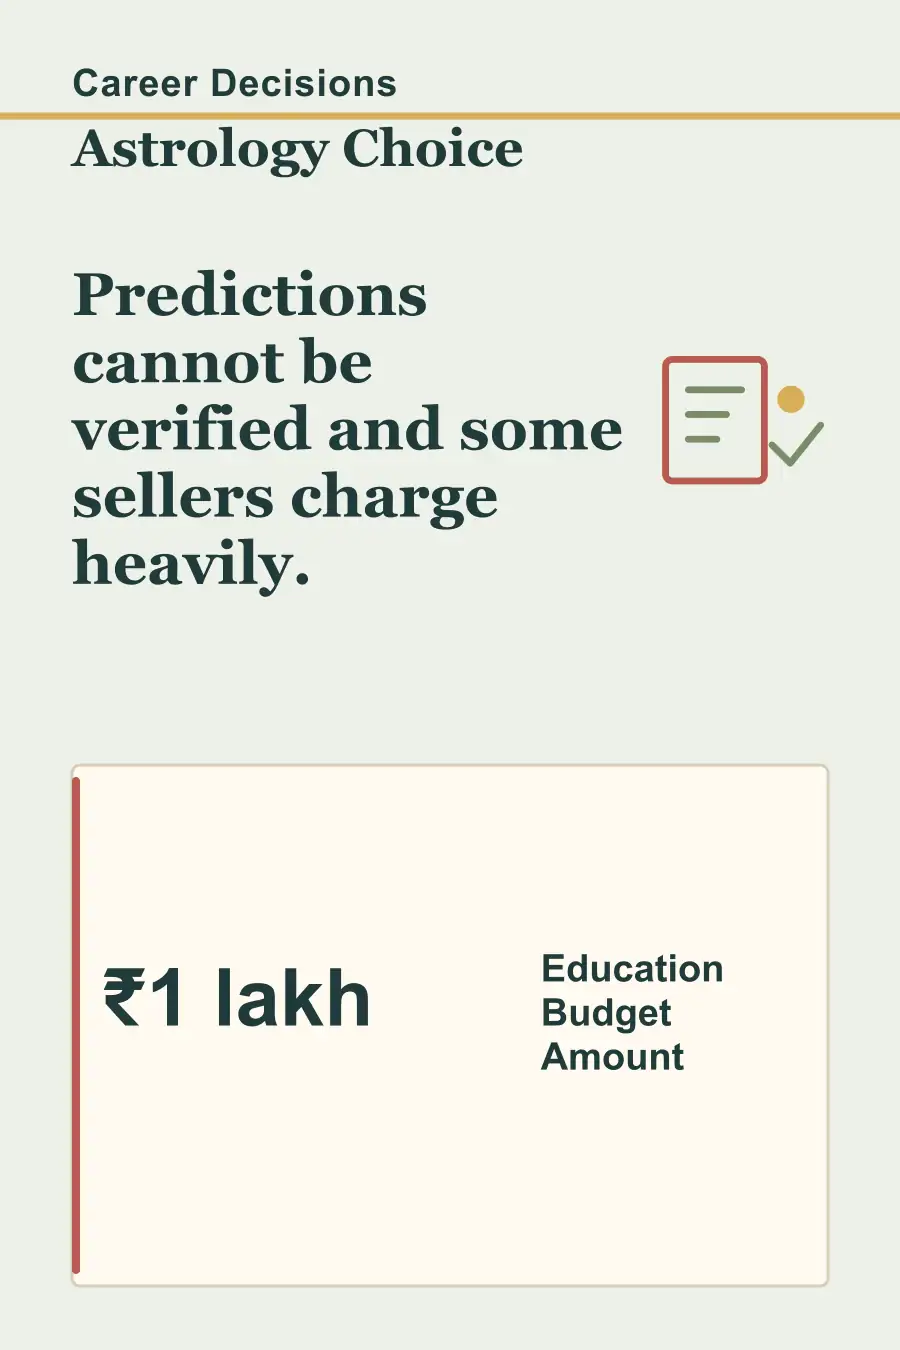 Career Decisions
Astrology Choice
Predictions
cannot be
verified and some
sellers charge
heavily.
₹1 lakh
Education
Budget
Amount